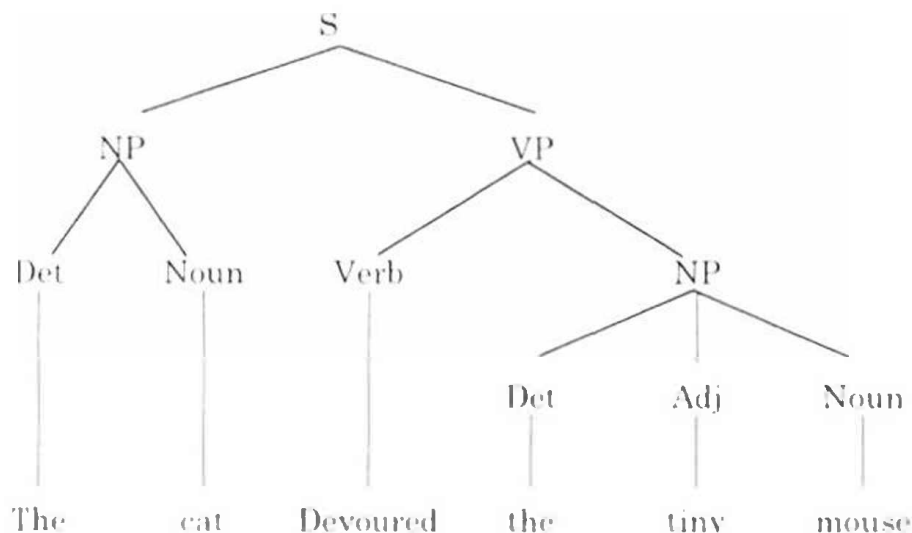 S
NP VP
Det Noun Verb NP
Det Adj Noun
The cat Devoured the tiny mouse